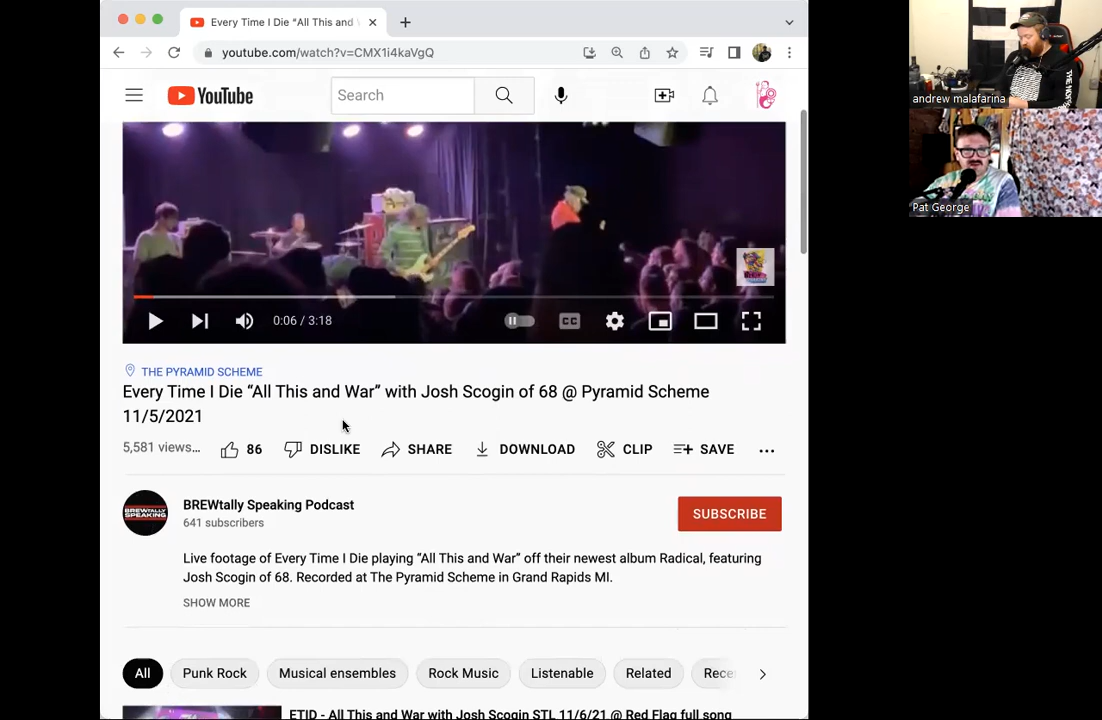 Every Time I Die "All This and
youtube.com/watch?v=CMX1i4kaVgQ
YouTube
Search
0:06 / 3:18
CC
THE PYRAMID SCHEME
Every Time I Die “All This and War” with Josh Scogin of 68 @ Pyramid Scheme
11/5/2021
5,581 views...
86
DISLIKE
SHARE
DOWNLOAD
CLIP
SAVE
BREWtally Speaking Podcast
641 subscribers
SUBSCRIBE
BREWtally
SPEAKING
Live footage of Every Time I Die playing “All This and War” off their newest album Radical, featuring
Josh Scogin of 68. Recorded at The Pyramid Scheme in Grand Rapids MI.
SHOW MORE
All
Punk Rock
Musical ensembles
Rock Music
Listenable
Related
Rece
ETID - All This and War with Josh Scogin STL 11/6/21 @ Red Flag full song
andrew malafarina
Pat George